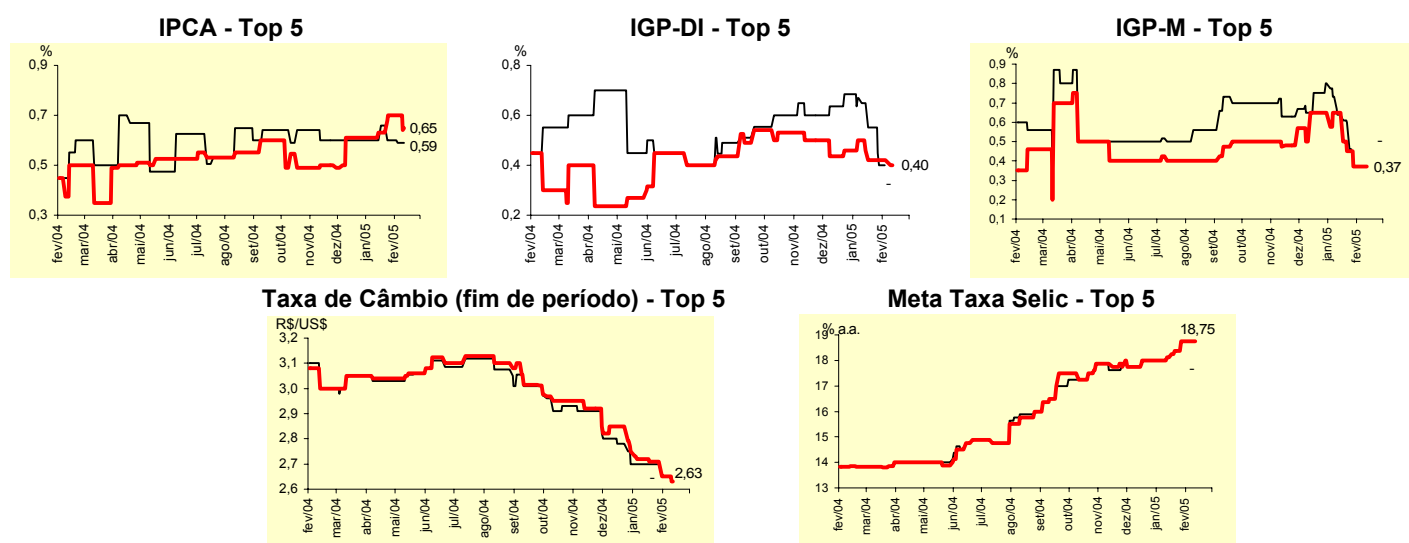 IPCA - Top 5
%
0,9
0,7
0,5
0,3
0,65
0,59
fev/04
mar/04
abr/04
mai/04
jun/04
jul/04
ago/04
set/04
out/04
nov/04
dez/04
jan/05
fev/05
IGP-DI - Top 5
%
0,8
0,6
0,4
0,2
0,40
-
fev/04
mar/04
abr/04
mai/04
jun/04
jul/04
ago/04
set/04
out/04
nov/04
dez/04
jan/05
fev/05
IGP-M - Top 5
%
0,9
0,8
0,7
0,6
0,5
0,4
0,3
0,2
0,1
-
0,37
fev/04
mar/04
abr/04
mai/04
jun/04
jul/04
ago/04
set/04
out/04
nov/04
dez/04
jan/05
fev/05
Taxa de Câmbio (fim de período) - Top 5
R$/US$
3,2
3,1
3,0
2,9
2,8
2,7
2,6
- 2,63
fev/04
mar/04
abr/04
mai/04
jun/04
jul/04
ago/04
set/04
out/04
nov/04
dez/04
jan/05
fev/05
Meta Taxa Selic - Top 5
% a.a.
19
18
17
16
15
14
13
18,75
-
fev/04
mar/04
abr/04
mai/04
jun/04
jul/04
ago/04
set/04
out/04
nov/04
dez/04
jan/05
fev/05